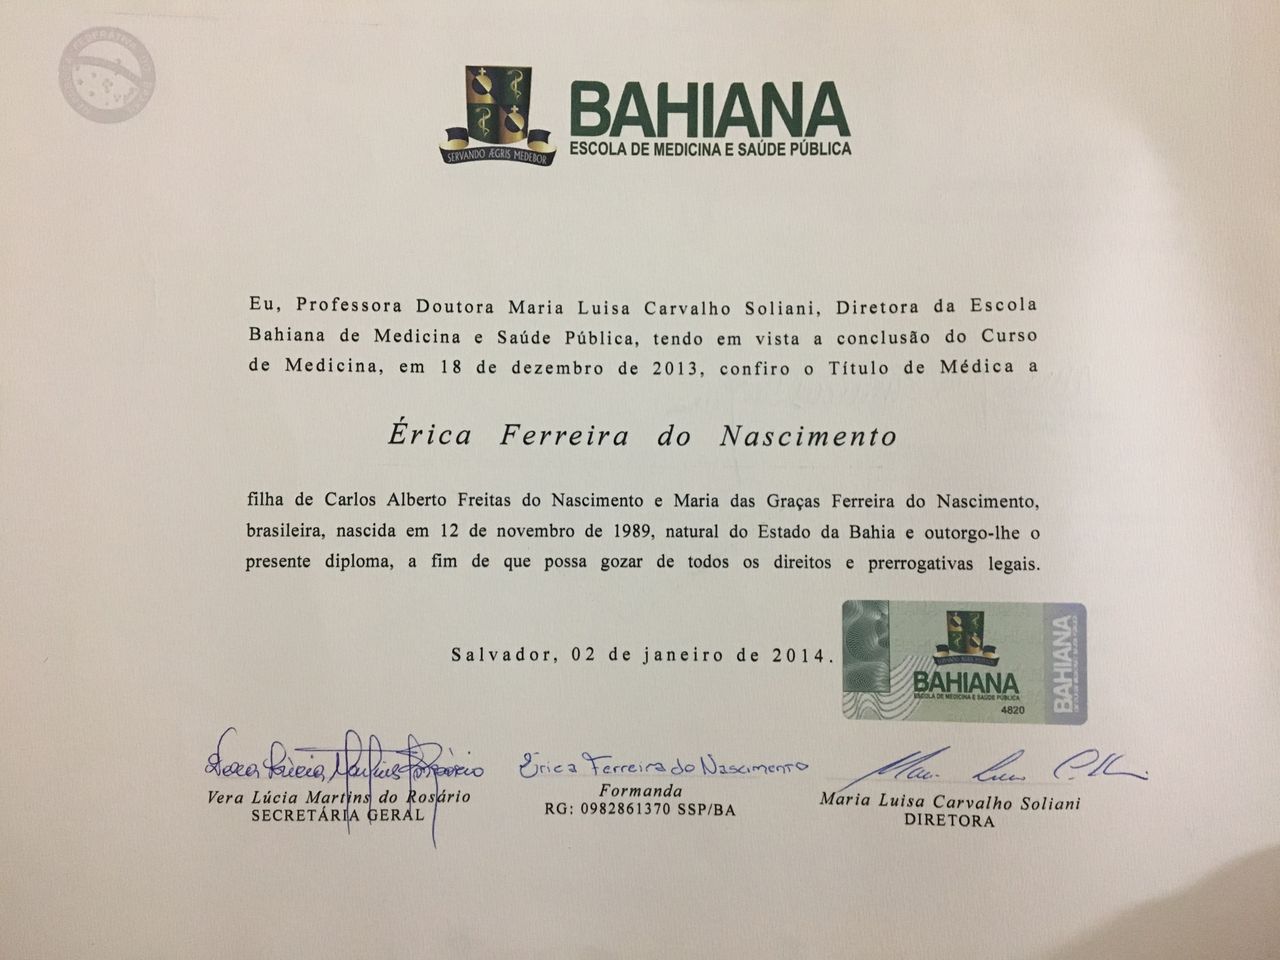 SERVANDO ÆGRIS MEDEBOR
BAHIANA
ESCOLA DE MEDICINA E SAÚDE PÚBLICA
Eu, Professora Doutora Maria Luisa Carvalho Soliani, Diretora da Escola
Bahiana de Medicina e Saúde Pública, tendo em vista a conclusão do Curso
de Medicina, em 18 de dezembro de 2013, confiro o Título de Médica a
Érica Ferreira do Nascimento
filha de Carlos Alberto Freitas do Nascimento e Maria das Graças Ferreira do Nascimento,
brasileira, nascida em 12 de novembro de 1989, natural do Estado da Bahia e outorgo-lhe o
presente diploma, a fim de que possa gozar de todos os direitos e prerrogativas legais.
Salvador, 02 de janeiro de 2014.
BAHIANA
ESCOLA DE MEDICINA E SAÚDE PÚBLICA
4820
BAHIANA
Vera Lúcia Martins do Rosário
Vera Lúcia Martins do Rosário
SECRETÁRIA GERAL
Érica Ferreira do Nascimento
Formanda
RG: 0982861370 SSP/BA
Maria Luisa Carvalho Soliani
DIRETORA